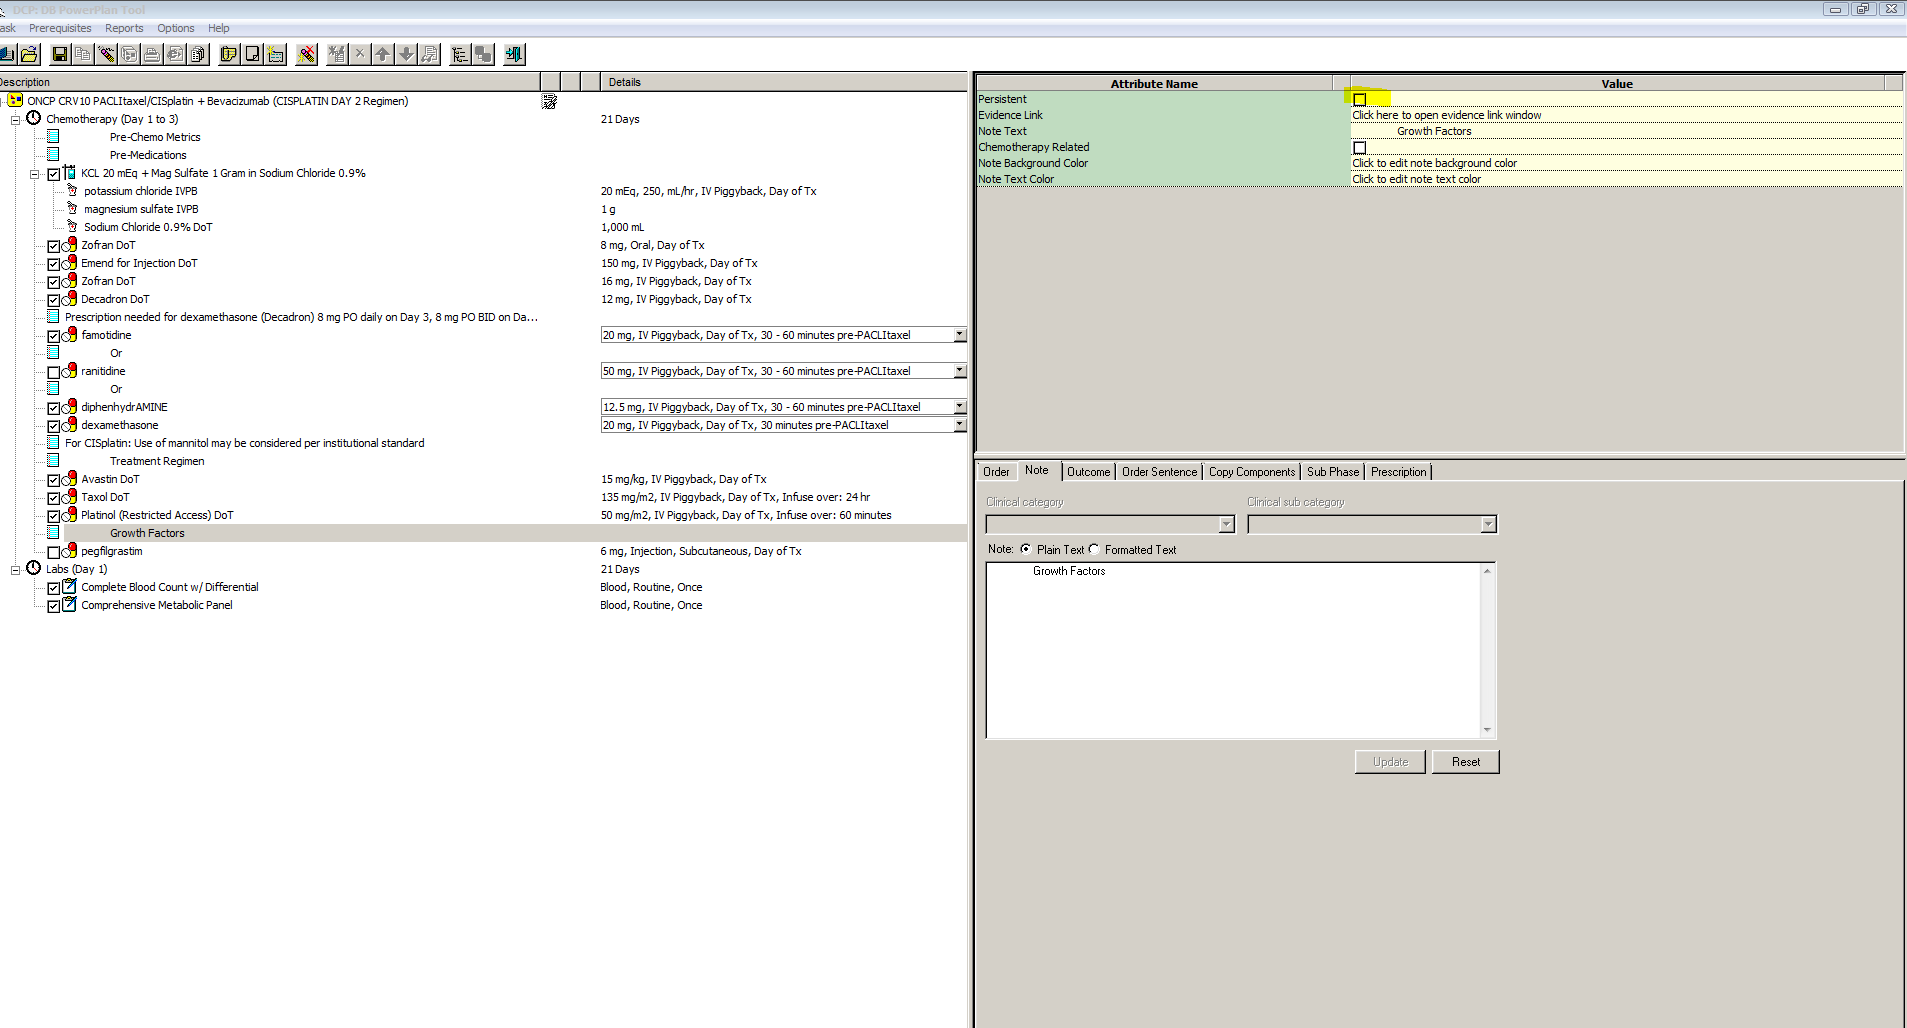 DCP: DB PowerPlan Tool
ask Prerequisites Reports Options Help
Description Details
ONCP CRV10 PACLItaxel/CISplatin + Bevacizumab (CISPLATIN DAY 2 Regimen)
Chemotherapy (Day 1 to 3) 21 Days
Pre-Chemo Metrics
Pre-Medications
KCL 20 mEq + Mag Sulfate 1 Gram in Sodium Chloride 0.9%
potassium chloride IVPB 20 mEq, 250, mL/hr, IV Piggyback, Day of Tx
magnesium sulfate IVPB 1 g
Sodium Chloride 0.9% DoT 1,000 mL
Zofran DoT 8 mg, Oral, Day of Tx
Emend for Injection DoT 150 mg, IV Piggyback, Day of Tx
Zofran DoT 16 mg, IV Piggyback, Day of Tx
Decadron DoT 12 mg, IV Piggyback, Day of Tx
Prescription needed for dexamethasone (Decadron) 8 mg PO daily on Day 3, 8 mg PO BID on Da...
famotidine 20 mg, IV Piggyback, Day of Tx, 30 - 60 minutes pre-PACLItaxel
Or
ranitidine 50 mg, IV Piggyback, Day of Tx, 30 - 60 minutes pre-PACLItaxel
Or
diphenhydrAMINE 12.5 mg, IV Piggyback, Day of Tx, 30 - 60 minutes pre-PACLItaxel
dexamethasone 20 mg, IV Piggyback, Day of Tx, 30 minutes pre-PACLItaxel
For CISplatin: Use of mannitol may be considered per institutional standard
Treatment Regimen
Avastin DoT 15 mg/kg, IV Piggyback, Day of Tx
Taxol DoT 135 mg/m2, IV Piggyback, Day of Tx, Infuse over: 24 hr
Platinol (Restricted Access) DoT 50 mg/m2, IV Piggyback, Day of Tx, Infuse over: 60 minutes
Growth Factors
pegfilgrastim 6 mg, Injection, Subcutaneous, Day of Tx
Labs (Day 1) 21 Days
Complete Blood Count w/ Differential Blood, Routine, Once
Comprehensive Metabolic Panel Blood, Routine, Once
Attribute Name Value
Persistent
Evidence Link Click here to open evidence link window
Note Text Growth Factors
Chemotherapy Related
Note Background Color Click to edit note background color
Note Text Color Click to edit note text color
Order Note Outcome Order Sentence Copy Components Sub Phase Prescription
Clinical category Clinical sub category
Note: Plain Text Formatted Text
Growth Factors
Update Reset